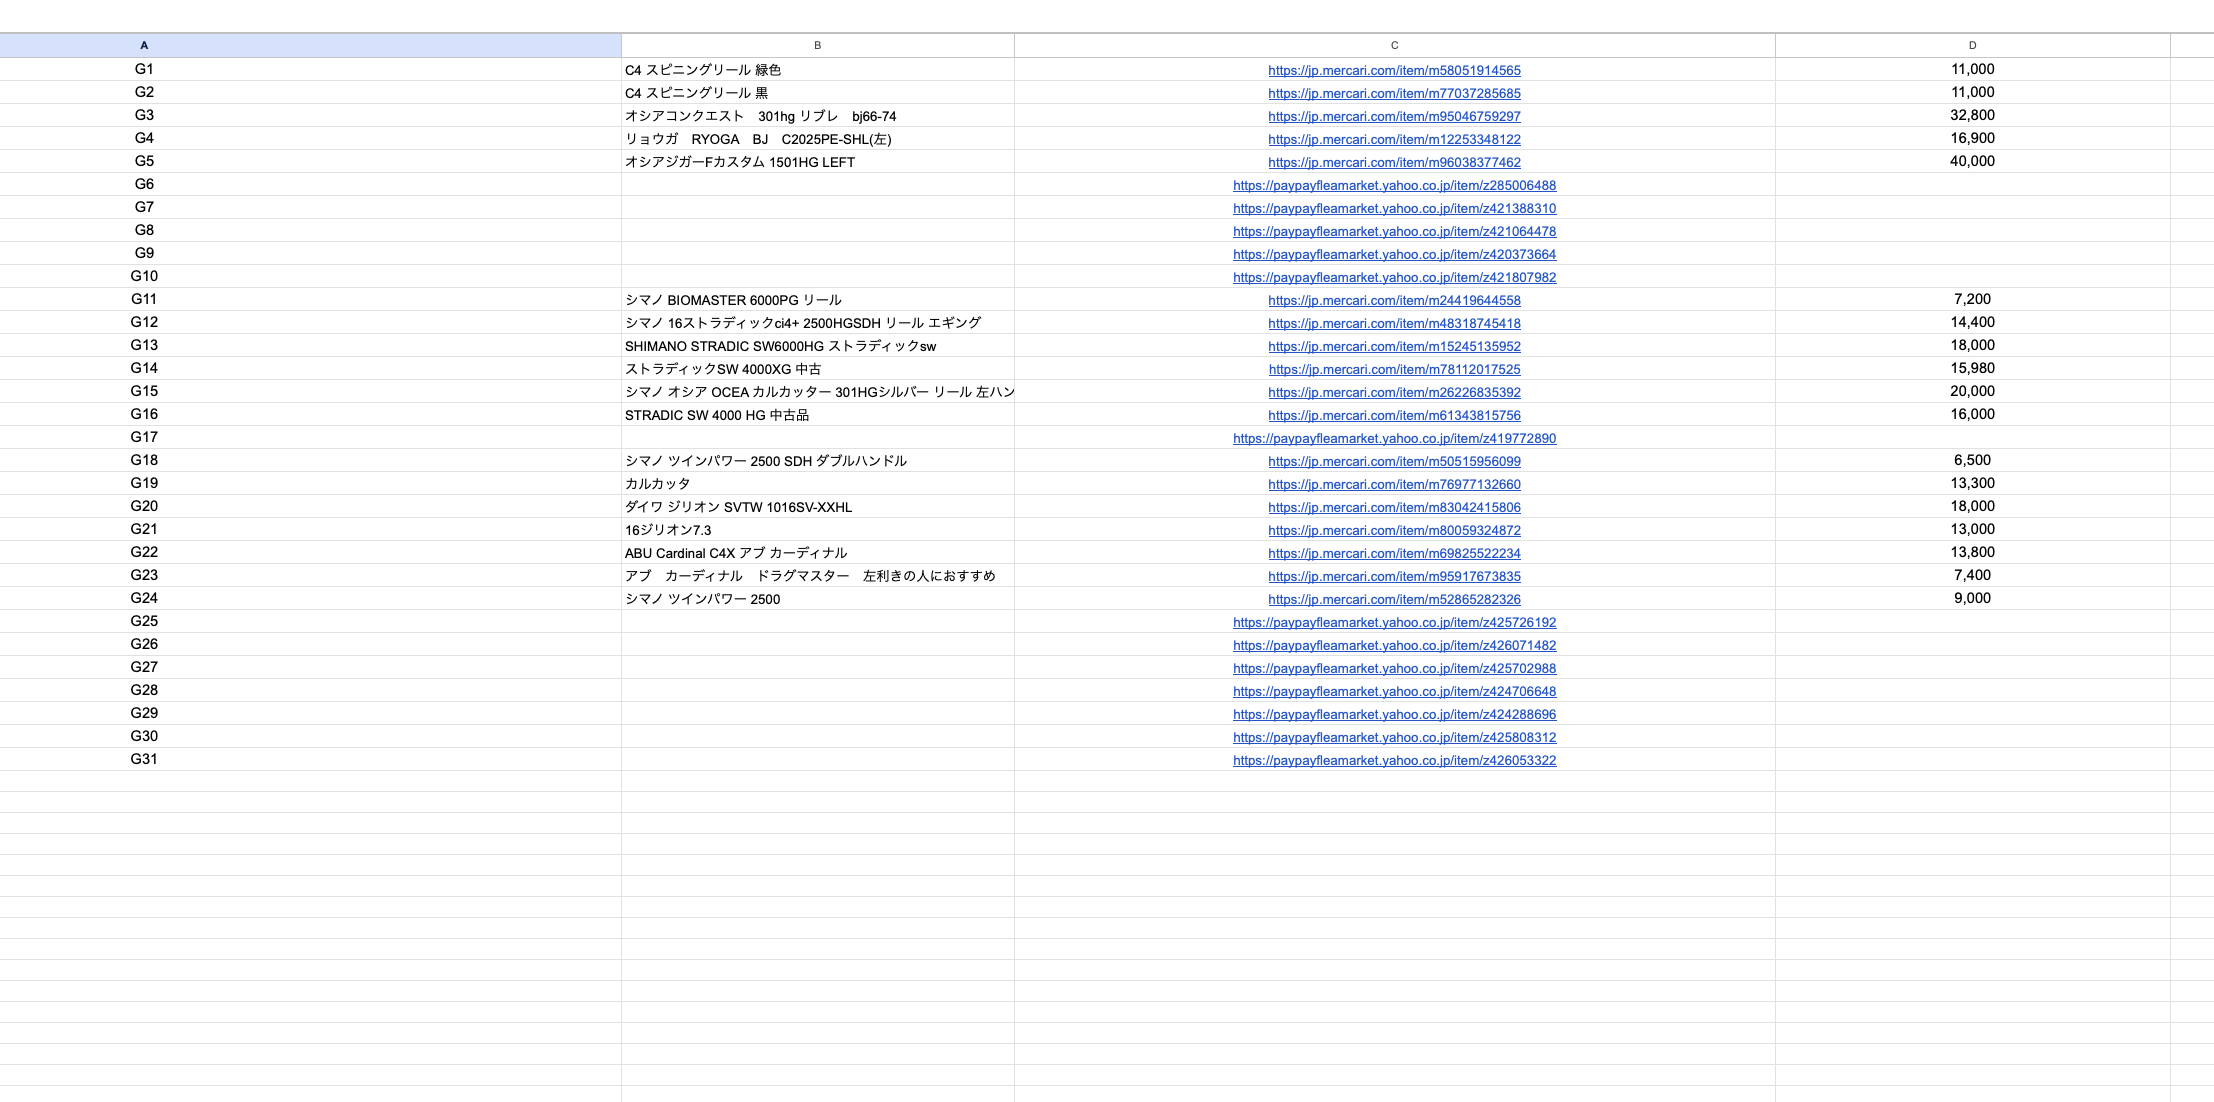 A B C D
G1 C4 スピニングリール 緑色 https://jp.mercari.com/item/m58051914565 11,000
G2 C4 スピニングリール 黒 https://jp.mercari.com/item/m77037285685 11,000
G3 オシアコンクエスト　301hg リブレ　bj66-74 https://jp.mercari.com/item/m95046759297 32,800
G4 リョウガ　RYOGA　BJ　C2025PE-SHL(左) https://jp.mercari.com/item/m12253348122 16,900
G5 オシアジガーFカスタム 1501HG LEFT https://jp.mercari.com/item/m96038377462 40,000
G6 https://paypayfleamarket.yahoo.co.jp/item/z285006488
G7 https://paypayfleamarket.yahoo.co.jp/item/z421388310
G8 https://paypayfleamarket.yahoo.co.jp/item/z421064478
G9 https://paypayfleamarket.yahoo.co.jp/item/z420373664
G10 https://paypayfleamarket.yahoo.co.jp/item/z421807982
G11 シマノ BIOMASTER 6000PG リール https://jp.mercari.com/item/m24419644558 7,200
G12 シマノ 16ストラディックci4+ 2500HGSDH リール エギング https://jp.mercari.com/item/m48318745418 14,400
G13 SHIMANO STRADIC SW6000HG ストラディックsw https://jp.mercari.com/item/m15245135952 18,000
G14 ストラディックSW 4000XG 中古 https://jp.mercari.com/item/m78112017525 15,980
G15 シマノ オシア OCEA カルカッター 301HGシルバー リール 左ハン https://jp.mercari.com/item/m26226835392 20,000
G16 STRADIC SW 4000 HG 中古品 https://jp.mercari.com/item/m61343815756 16,000
G17 https://paypayfleamarket.yahoo.co.jp/item/z419772890
G18 シマノ ツインパワー 2500 SDH ダブルハンドル https://jp.mercari.com/item/m50515956099 6,500
G19 カルカッタ https://jp.mercari.com/item/m76977132660 13,300
G20 ダイワ ジリオン SVTW 1016SV-XXHL https://jp.mercari.com/item/m83042415806 18,000
G21 16ジリオン7.3 https://jp.mercari.com/item/m80059324872 13,000
G22 ABU Cardinal C4X アブ カーディナル https://jp.mercari.com/item/m69825522234 13,800
G23 アブ　カーディナル　ドラグマスター　左利きの人におすすめ https://jp.mercari.com/item/m95917673835 7,400
G24 シマノ ツインパワー 2500 https://jp.mercari.com/item/m52865282326 9,000
G25 https://paypayfleamarket.yahoo.co.jp/item/z425726192
G26 https://paypayfleamarket.yahoo.co.jp/item/z426071482
G27 https://paypayfleamarket.yahoo.co.jp/item/z425702988
G28 https://paypayfleamarket.yahoo.co.jp/item/z424706648
G29 https://paypayfleamarket.yahoo.co.jp/item/z424288696
G30 https://paypayfleamarket.yahoo.co.jp/item/z425808312
G31 https://paypayfleamarket.yahoo.co.jp/item/z426053322